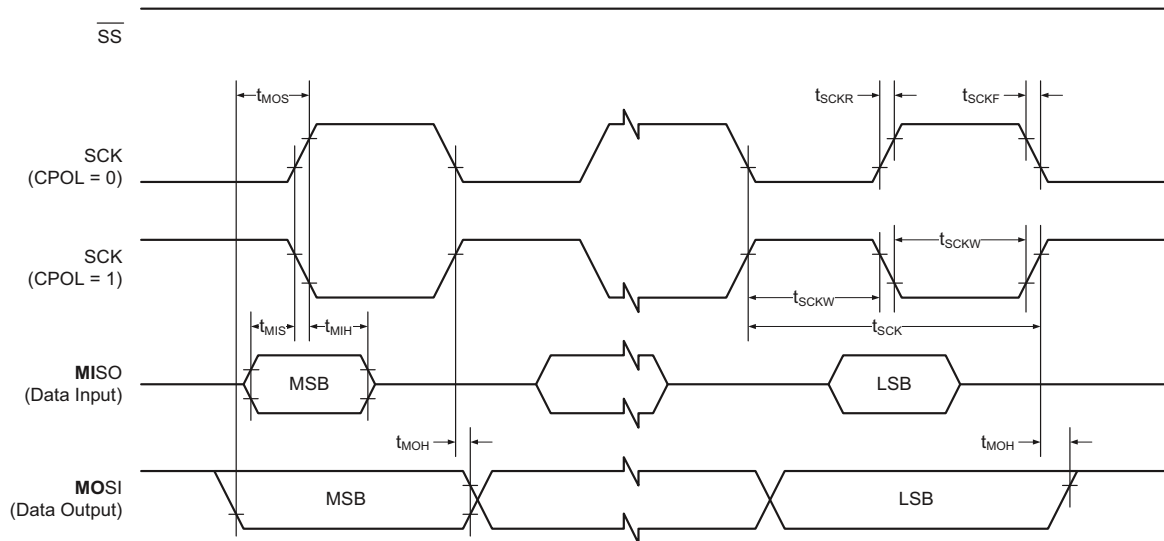 SS
tMOS
tSCKR
tSCKF
SCK
(CPOL = 0)
SCK
(CPOL = 1)
tSCKW
tSCKW
tSCK
tMIS
tMIH
MISO
(Data Input)
MSB
LSB
tMOH
tMOH
MOSI
(Data Output)
MSB
LSB